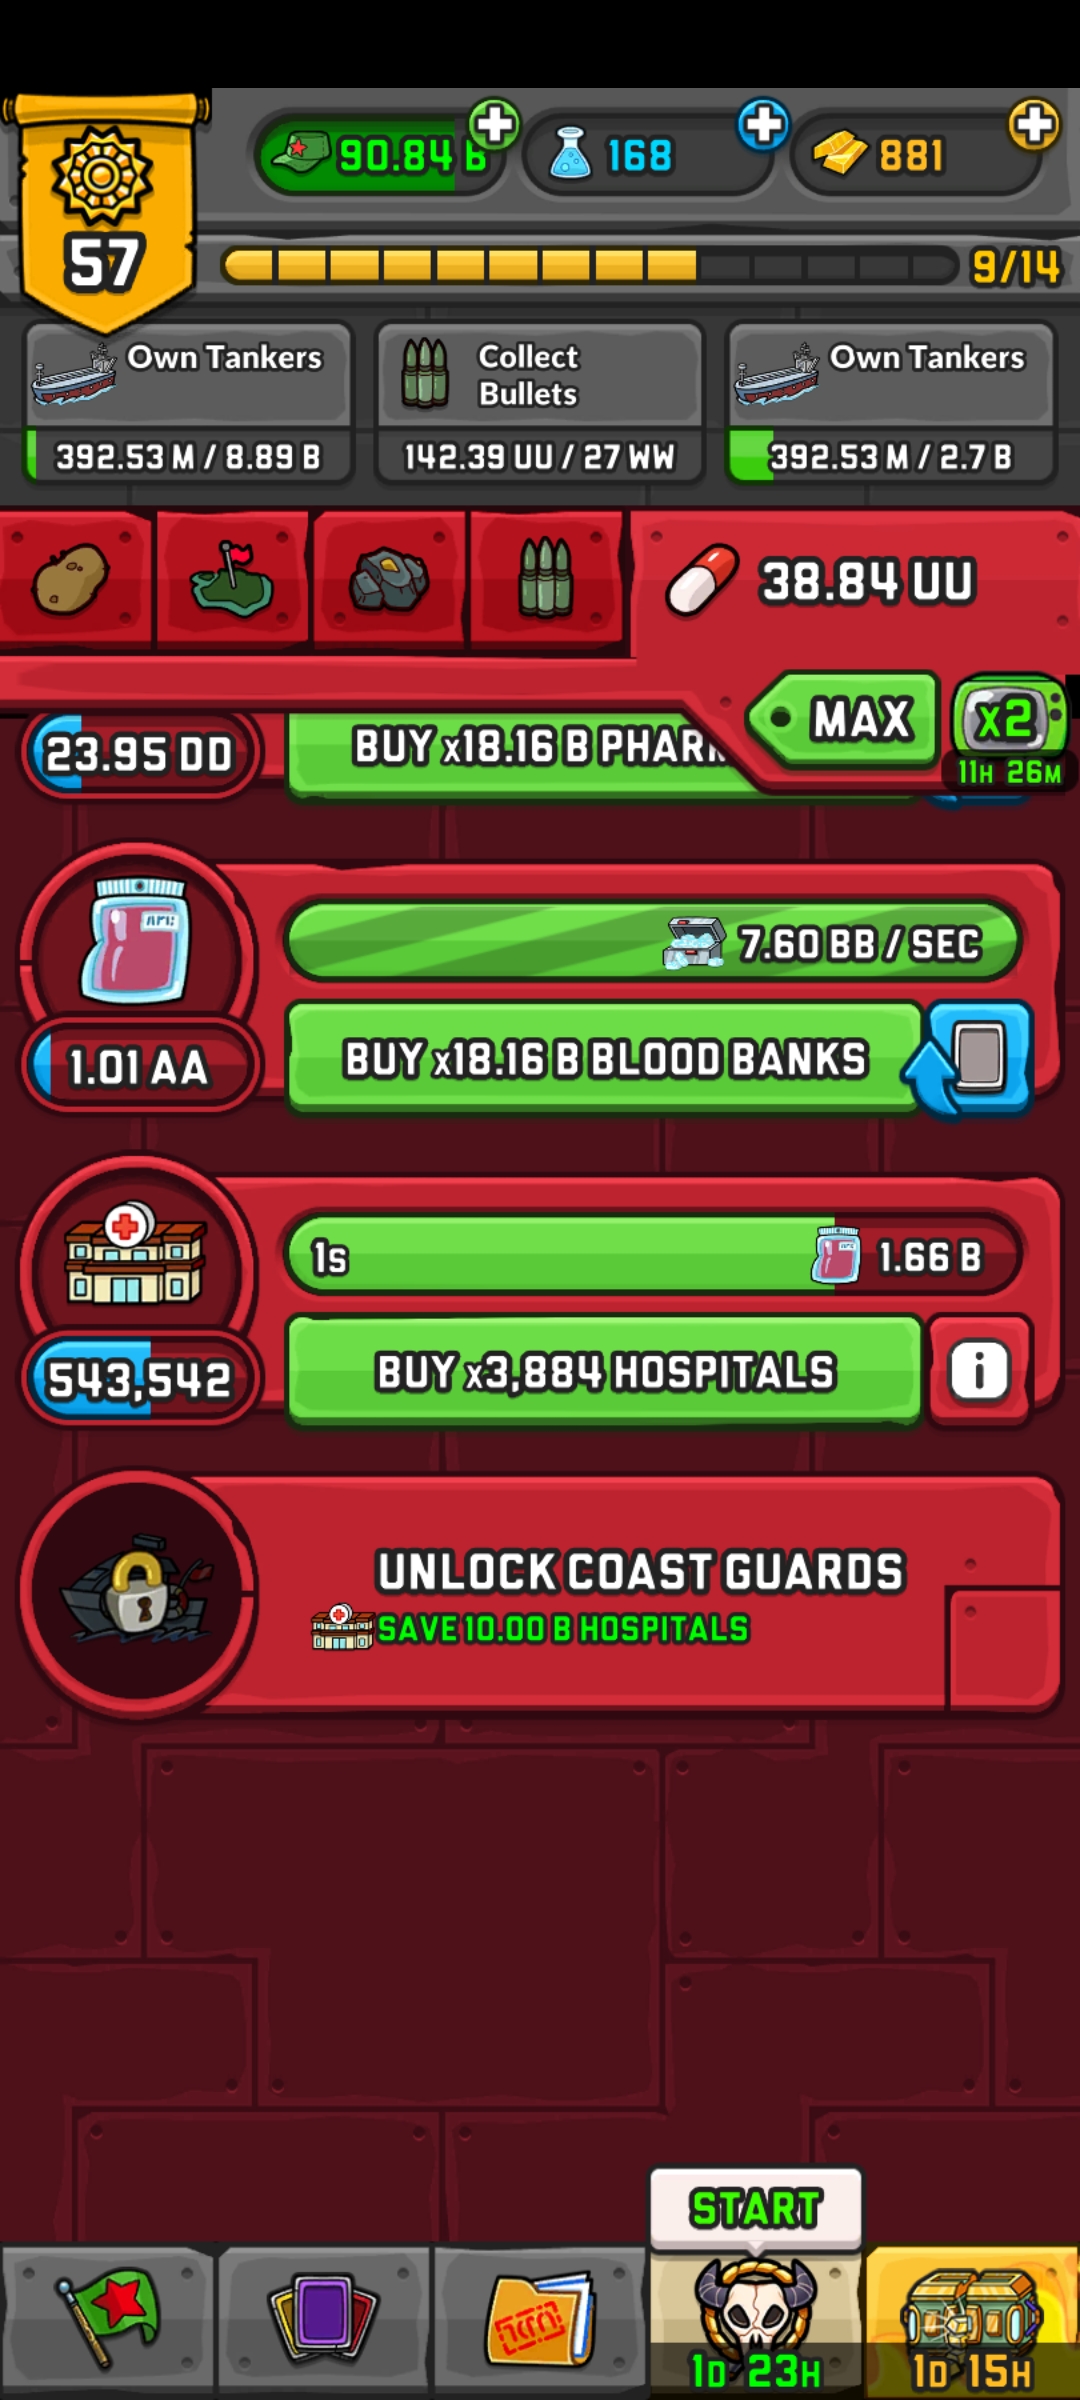 57
90.84 B
168
881
9/14
Own Tankers
392.53 M / 8.89 B
Collect
Bullets
142.39 UU / 27 WW
Own Tankers
392.53 M / 2.7 B
38.84 UU
MAX
x2
11H 26M
23.95 DD
BUY x18.16 B
7.60 BB / SEC
1.01 AA
BUY x18.16 B BLOOD BANKS
1s
1.66 B
543,542
BUY x3,884 HOSPITALS
i
UNLOCK COAST GUARDS
SAVE 10.00 B HOSPITALS
START
1D 23H
1D 15H